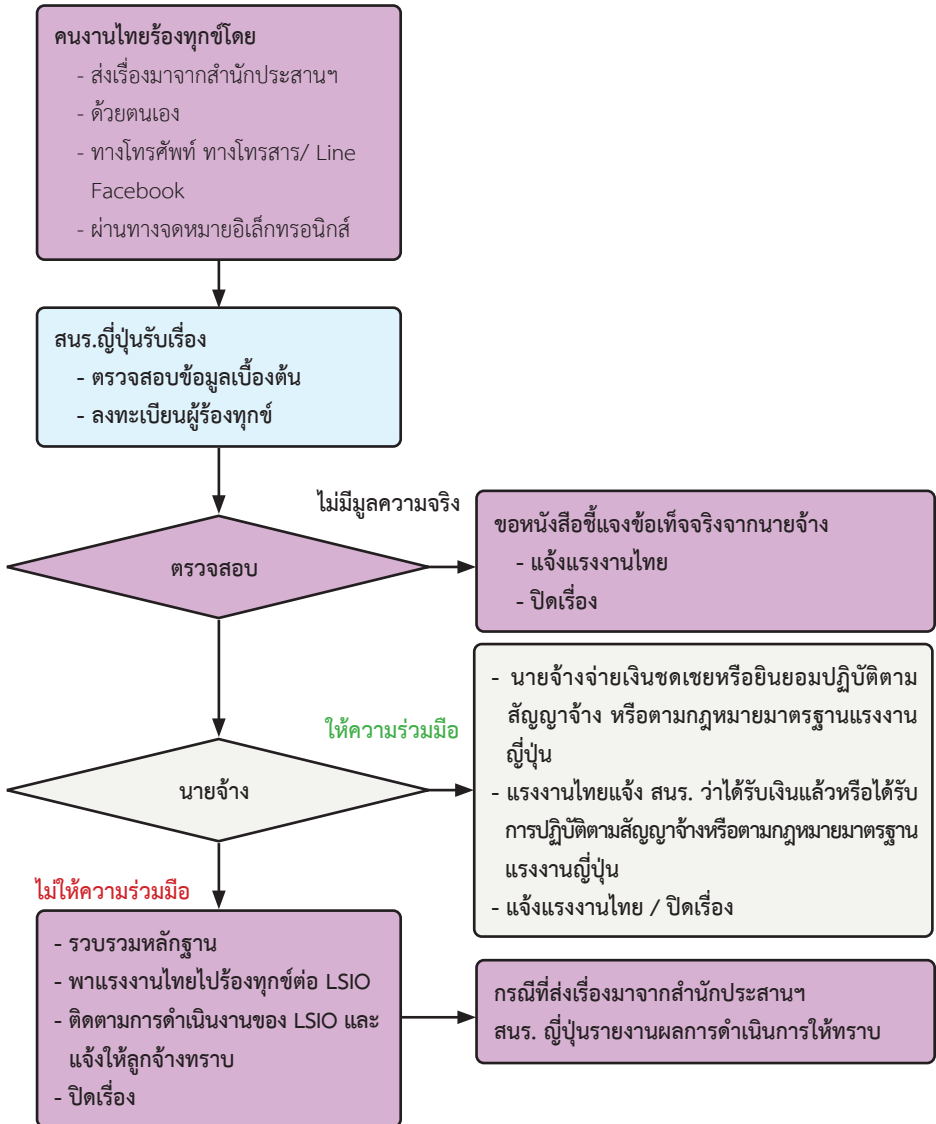 คนงานไทยร้องทุกข์โดย
- ส่งเรื่องมาจากสำนักประสานฯ
- ด้วยตนเอง
- ทางโทรศัพท์ ทางโทรสาร/ Line
Facebook
- ผ่านทางจดหมายอิเล็กทรอนิกส์
สนร.ญี่ปุ่นรับเรื่อง
- ตรวจสอบข้อมูลเบื้องต้น
- ลงทะเบียนผู้ร้องทุกข์
ตรวจสอบ
ไม่มีมูลความจริง
ขอหนังสือชี้แจงข้อเท็จจริงจากนายจ้าง
- แจ้งแรงงานไทย
- ปิดเรื่อง
นายจ้าง
ให้ความร่วมมือ
- นายจ้างจ่ายเงินชดเชยหรือยินยอมปฏิบัติตาม
สัญญาจ้าง หรือตามกฎหมายมาตรฐานแรงงาน
ญี่ปุ่น
- แรงงานไทยแจ้ง สนร. ว่าได้รับเงินแล้วหรือได้รับ
การปฏิบัติตามสัญญาจ้างหรือตามกฎหมายมาตรฐาน
แรงงานญี่ปุ่น
- แจ้งแรงงานไทย / ปิดเรื่อง
ไม่ให้ความร่วมมือ
- รวบรวมหลักฐาน
- พาแรงงานไทยไปร้องทุกข์ต่อ LSIO
- ติดตามการดำเนินงานของ LSIO และ
แจ้งให้ลูกจ้างทราบ
- ปิดเรื่อง
กรณีที่ส่งเรื่องมาจากสำนักประสานฯ
สนร. ญี่ปุ่นรายงานผลการดำเนินการให้ทราบ